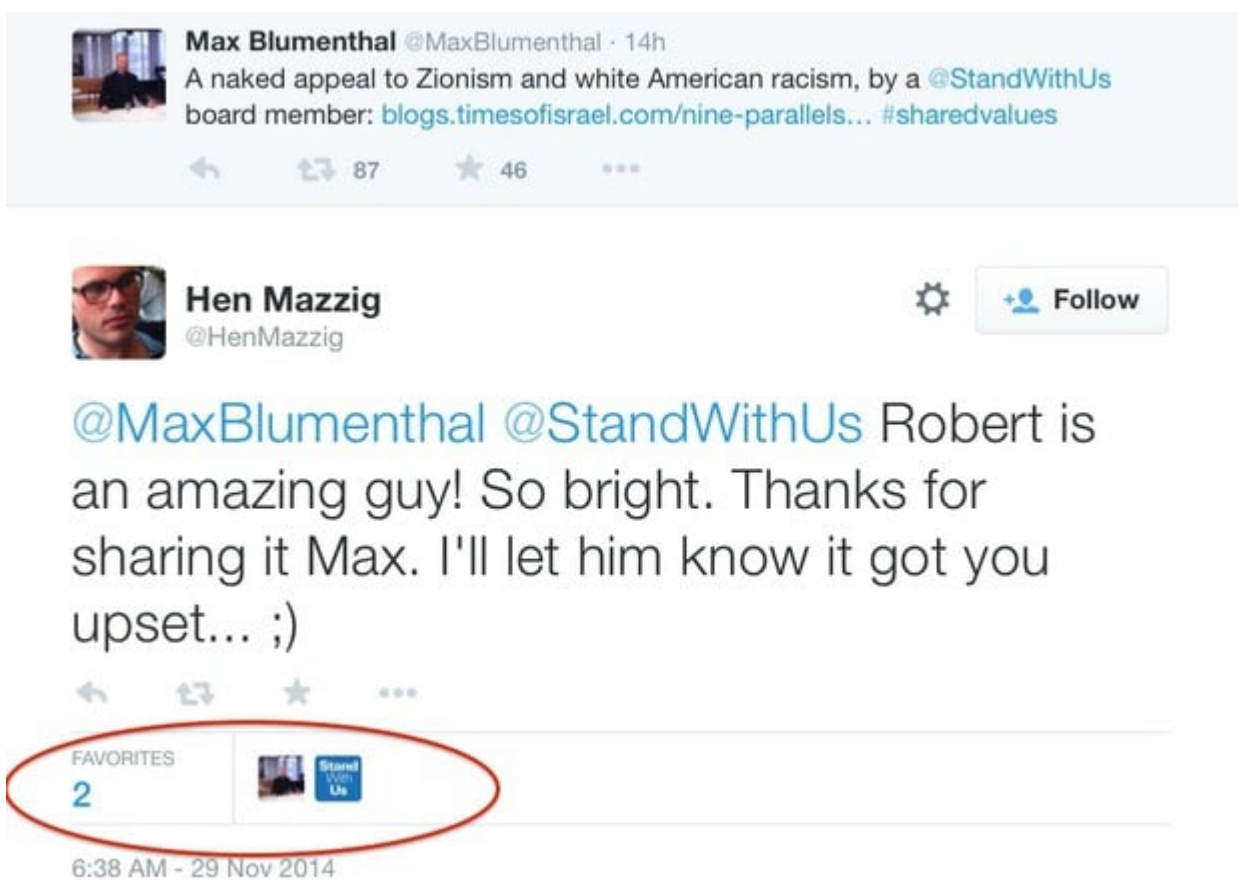 Max Blumenthal @MaxBlumenthal · 14h
A naked appeal to Zionism and white American racism, by a @StandWithUs
board member: blogs.timesofisrael.com/nine-parallels... #sharedvalues
87 46
Hen Mazzig
@HenMazzig
Follow
@MaxBlumenthal @StandWithUs Robert is
an amazing guy! So bright. Thanks for
sharing it Max. I'll let him know it got you
upset... ;)
FAVORITES
2
Stand
With
Us
6:38 AM - 29 Nov 2014